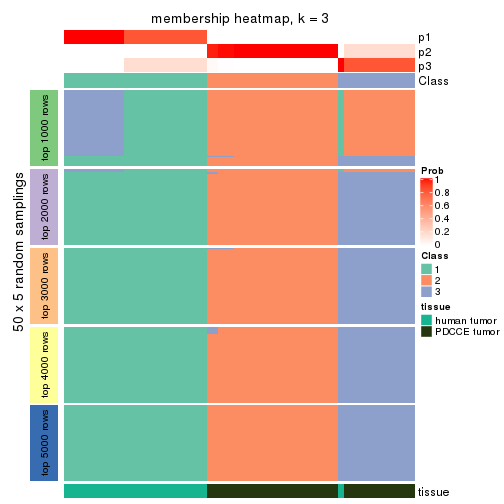 membership heatmap, k = 3
p1
p2
p3
Class
50 x 5 random samplings
top 1000 rows
top 2000 rows
top 3000 rows
top 4000 rows
top 5000 rows
Prob
1
0.8
0.6
0.4
0.2
0
Class
1
2
3
tissue
human tumor
PDCCE tumor
tissue